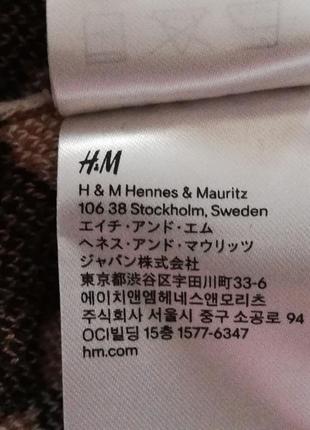 H&M
H & M Hennes & Mauritz
106 38 Stockholm, Sweden
エイチ・アンド・エム
ヘネス・アンド・マウリッツ
ジャパン株式会社
東京都渋谷区宇田川町33-6
에이치앤엠헤네스앤모리츠
주식회사 서울시 중구 소공로 94
OCI빌딩 15층 1577-6347
hm.com